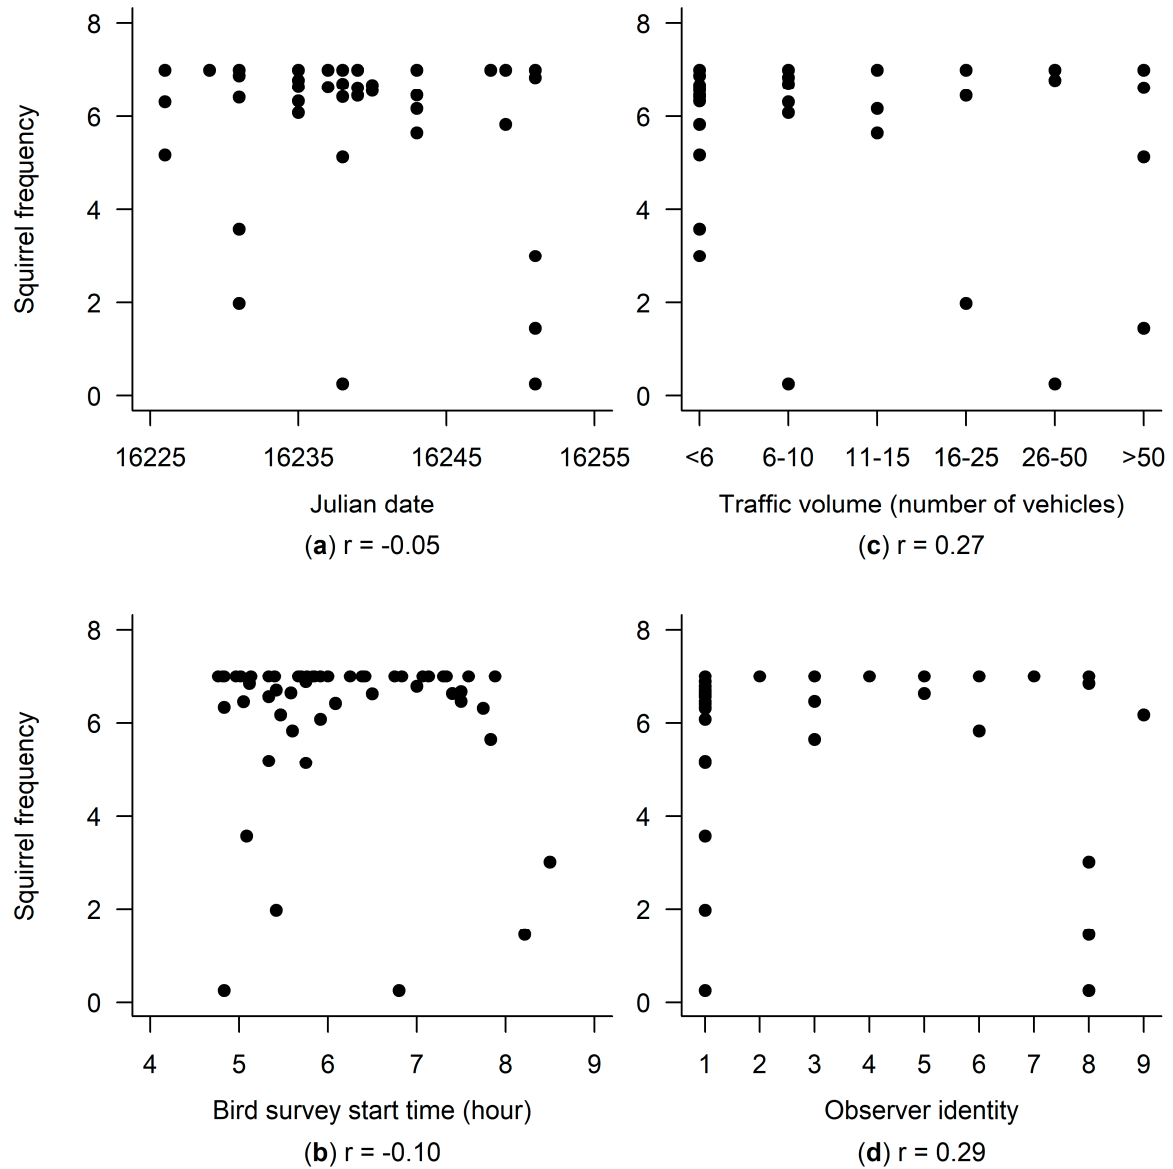 8
6
4
2
0
Squirrel frequency
16225 16235 16245 16255
Julian date
(a) r = -0.05
8
6
4
2
0
<6 6-10 11-15 16-25 26-50 >50
Traffic volume (number of vehicles)
(c) r = 0.27
8
6
4
2
0
Squirrel frequency
4 5 6 7 8 9
Bird survey start time (hour)
(b) r = -0.10
8
6
4
2
0
1 2 3 4 5 6 7 8 9
Observer identity
(d) r = 0.29